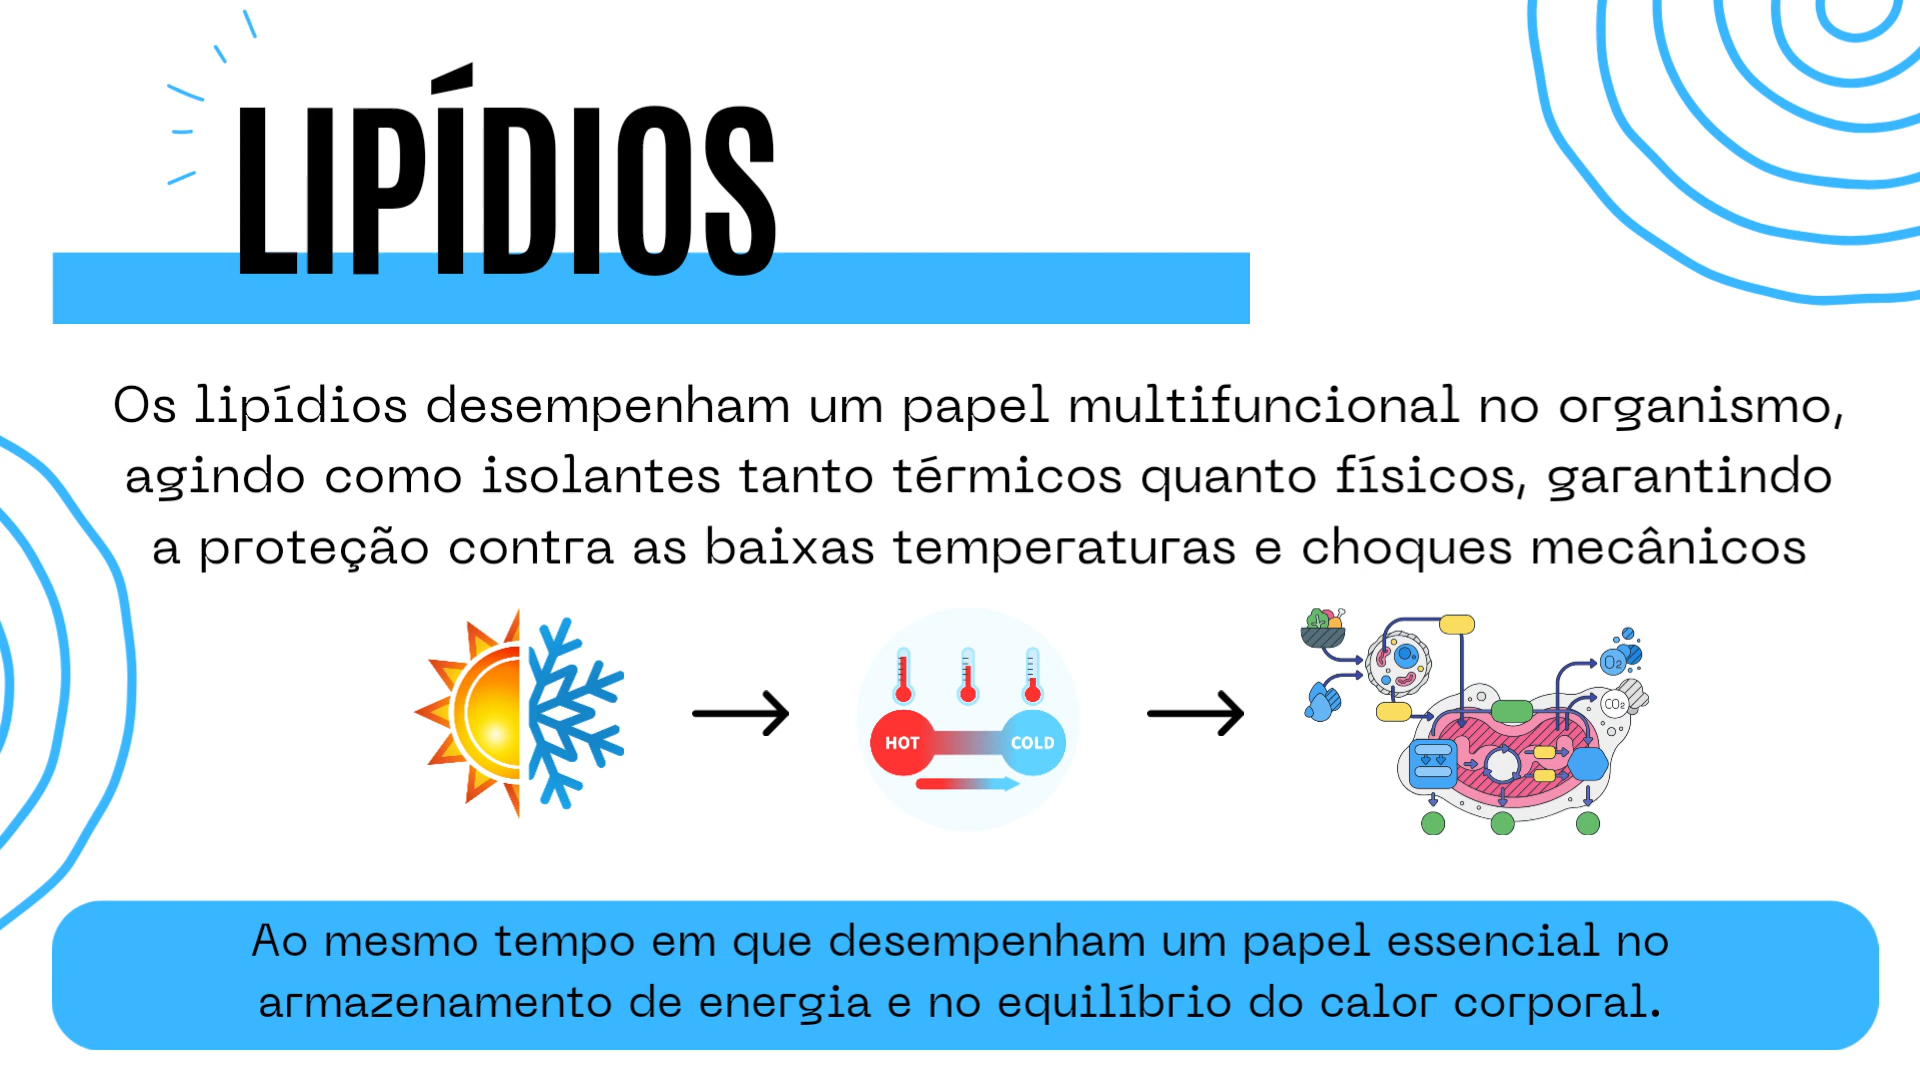 LIPÍDIOS
Os lipídios desempenham um papel multifuncional no organismo,
agindo como isolantes tanto térmicos quanto físicos, garantindo
a proteção contra as baixas temperaturas e choques mecânicos
HOT
COLD
O₂
CO₂
Ao mesmo tempo em que desempenham um papel essencial no
armazenamento de energia e no equilíbrio do calor corporal.